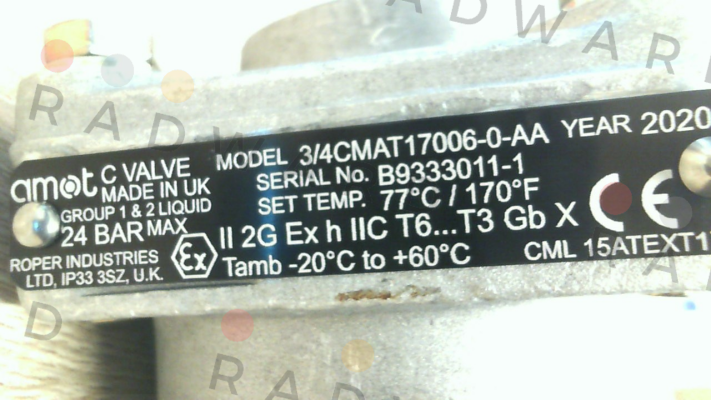 amot C VALVE
MADE IN UK
GROUP 1 & 2 LIQUID
24 BAR MAX
ROPER INDUSTRIES
LTD, IP33 3SZ, U.K.
MODEL 3/4CMAT17006-0-AA YEAR 2020
SERIAL No. B9333011-1
SET TEMP. 77°C / 170°F
Ex II 2G Ex h IIC T6...T3 Gb X CE
Tamb -20°C to +60°C CML 15ATEXT1
RADWAR
RADWAR
RADWAR
D